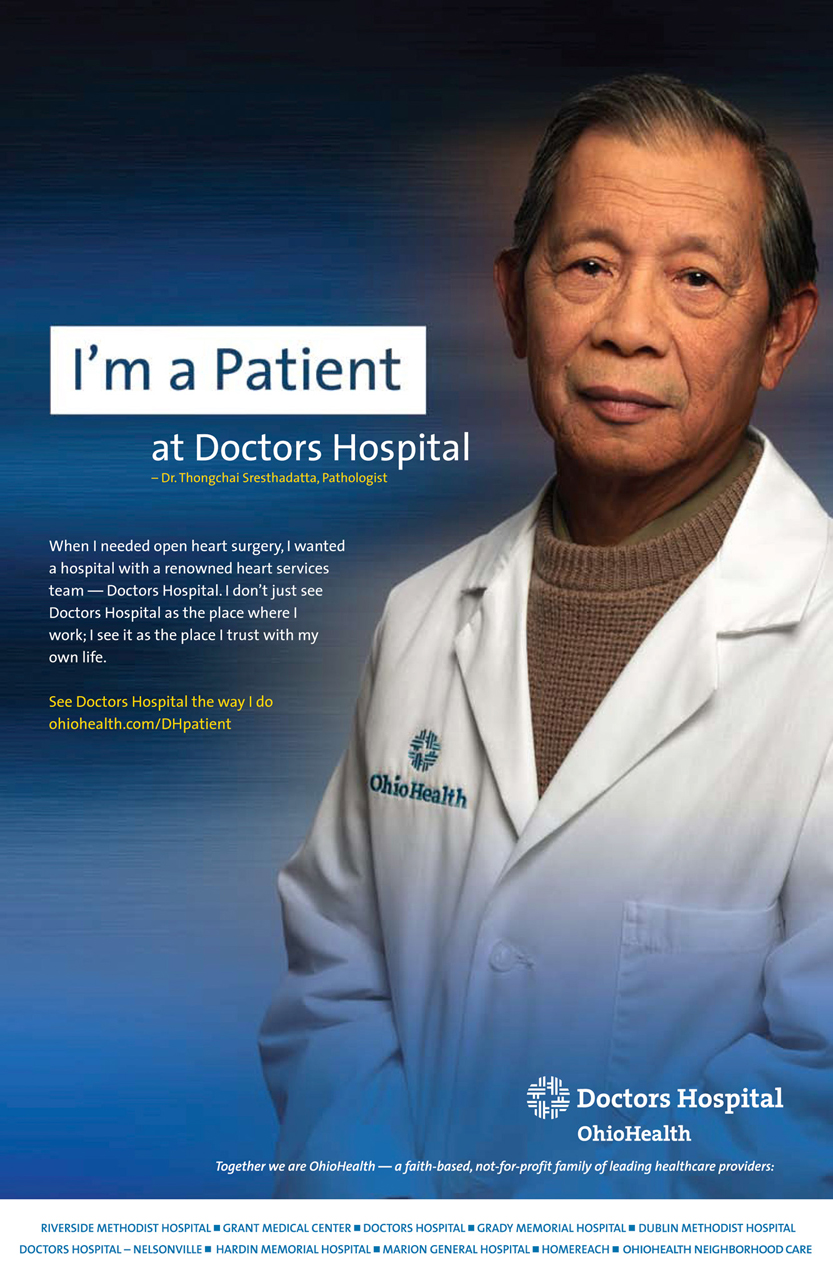 I’m a Patient
at Doctors Hospital
– Dr. Thongchai Sresthadatta, Pathologist
When I needed open heart surgery, I wanted
a hospital with a renowned heart services
team — Doctors Hospital. I don’t just see
Doctors Hospital as the place where I
work; I see it as the place I trust with my
own life.
See Doctors Hospital the way I do
ohiohealth.com/DHpatient
OhioHealth
Doctors Hospital
OhioHealth
Together we are OhioHealth — a faith-based, not-for-profit family of leading healthcare providers:
RIVERSIDE METHODIST HOSPITAL ■ GRANT MEDICAL CENTER ■ DOCTORS HOSPITAL ■ GRADY MEMORIAL HOSPITAL ■ DUBLIN METHODIST HOSPITAL
DOCTORS HOSPITAL – NELSONVILLE ■ HARDIN MEMORIAL HOSPITAL ■ MARION GENERAL HOSPITAL ■ HOMEREACH ■ OHIOHEALTH NEIGHBORHOOD CARE